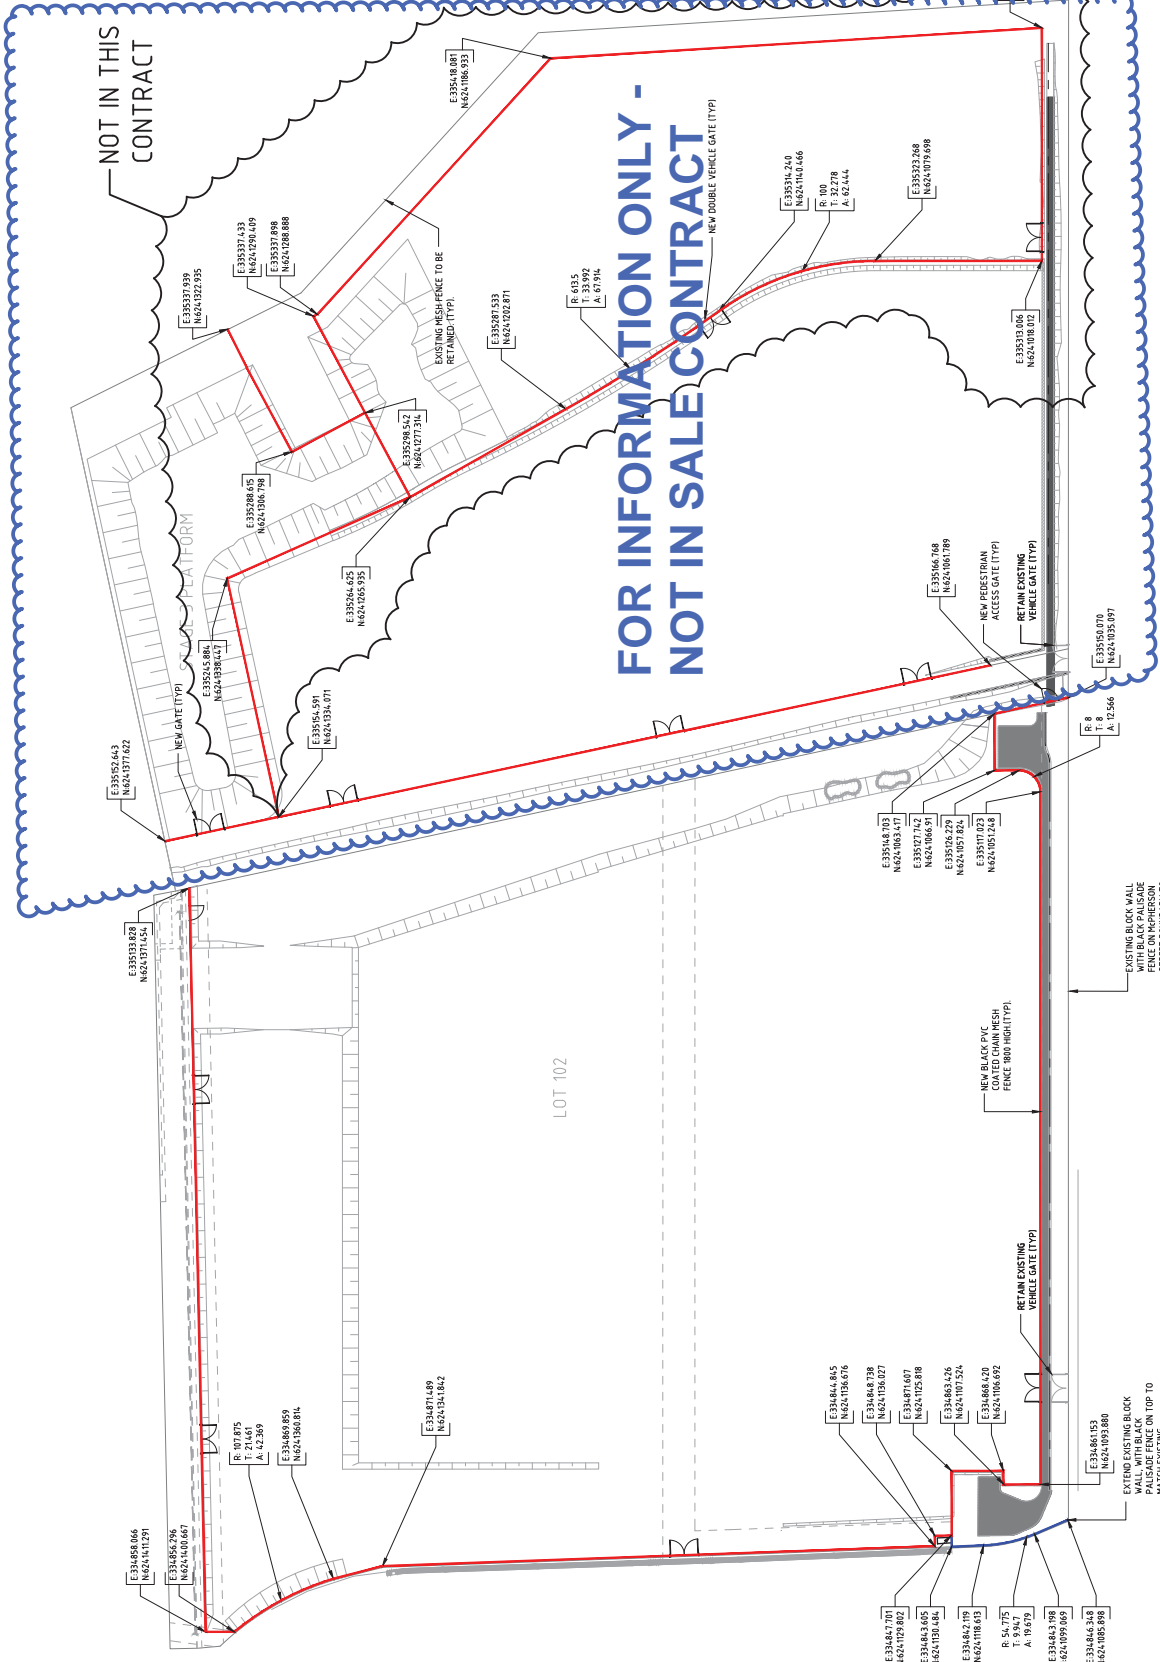 NOT IN THIS
CONTRACT
FOR INFORMATION ONLY -
NOT IN SALE CONTRACT
E:335418.081
N:6241186.933
E:335337.939
N:6241322.935
E:335337.433
N:6241290.409
E:335337.898
N:6241288.888
EXISTING MESH FENCE TO BE
RETAINED (TYP).
NEW DOUBLE VEHICLE GATE (TYP)
E:335314.240
N:6241140.466
R: 100
T: 32.278
A: 62.444
E:335323.268
N:6241079.698
E:335287.533
N:6241202.871
R: 613.5
T: 33.992
A: 67.914
E:335313.006
N:6241018.012
E:335298.542
N:6241277.314
E:335288.615
N:6241306.798
STAGE 3 PLATFORM
E:335264.625
N:6241265.935
E:335245.884
N:6241338.447
NEW GATE (TYP)
E:335154.591
N:6241334.071
E:335152.643
N:6241377.622
E:335166.768
N:6241061.789
NEW PEDESTRIAN
ACCESS GATE (TYP)
RETAIN EXISTING
VEHICLE GATE (TYP)
E:335150.070
N:6241035.097
R: 8
T: 8
A: 12.566
E:335148.703
N:6241063.417
E:335127.742
N:6241066.91
E:335126.229
N:6241057.824
E:335117.023
N:6241051.248
E:335133.828
N:6241371.454
EXISTING BLOCK WALL
WITH BLACK PALISADE
FENCE ON McPHERSON
NEW BLACK PVC
COATED CHAIN MESH
FENCE 1800 HIGH.(TYP).
LOT 102
RETAIN EXISTING
VEHICLE GATE (TYP)
E:334871.489
N:6241341.842
R: 107.875
T: 21.461
A: 42.369
E:334869.859
N:6241360.814
E:334858.066
N:6241411.291
E:334856.296
N:6241400.667
E:334844.845
N:6241136.676
E:334848.738
N:6241136.027
E:334871.607
N:6241125.818
E:334863.426
N:6241107.524
E:334868.420
N:6241106.692
E:334861.153
N:6241093.880
EXTEND EXISTING BLOCK
WALL, WITH BLACK
PALISADE FENCE ON TOP TO
E:334847.701
N:6241129.802
E:334843.605
N:6241130.484
E:334842.119
N:6241118.613
R: 54.775
T: 9.947
A: 19.679
E:334843.198
N:6241099.069
E:334846.348
N:6241085.898